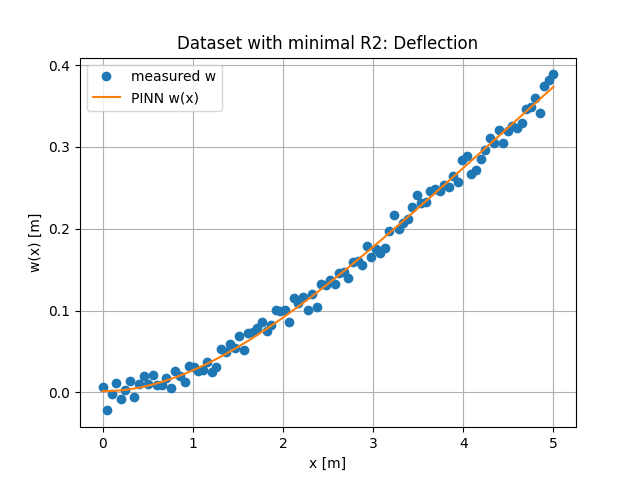 Dataset with minimal R2: Deflection
measured w
PINN w(x)
0.4
0.3
0.2
0.1
0.0
w(x) [m]
0 1 2 3 4 5
x [m]